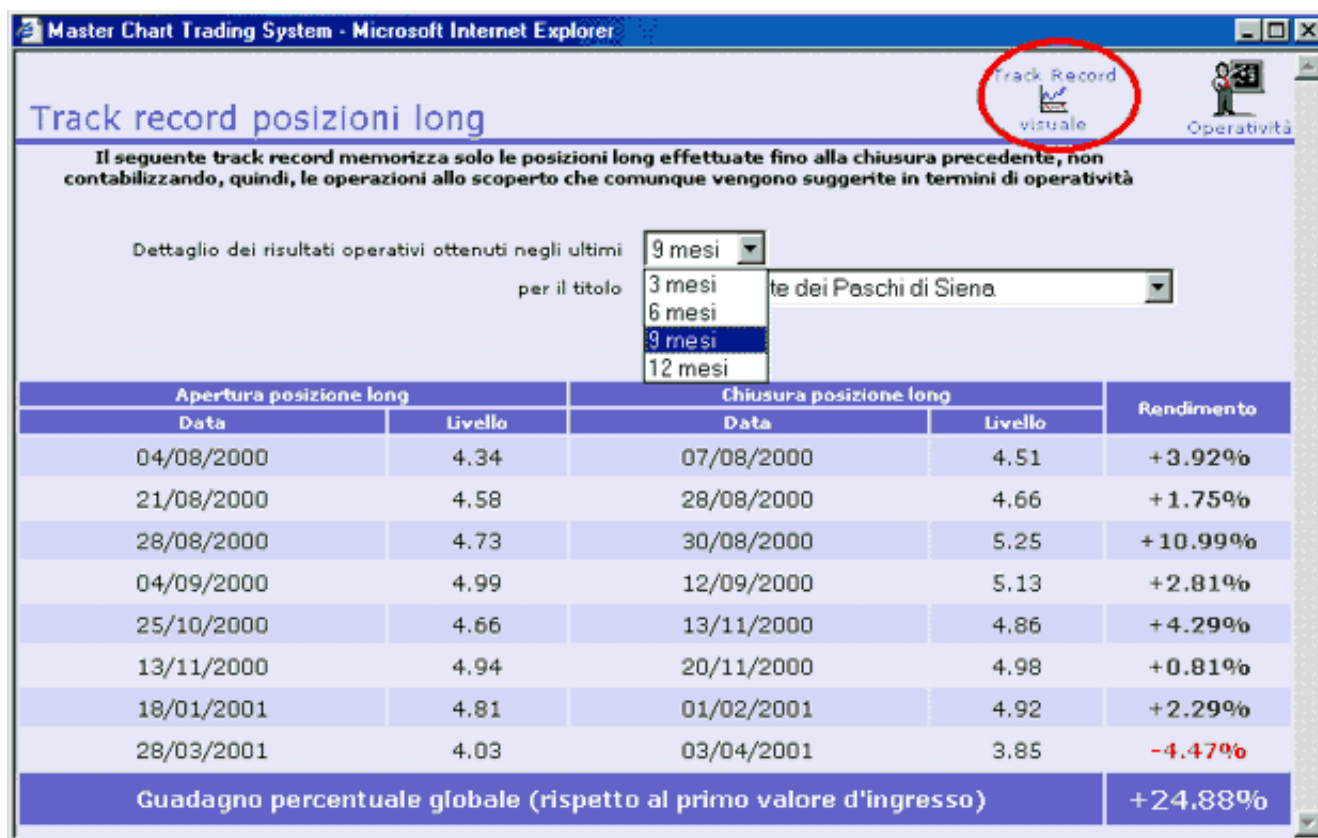 Master Chart Trading System - Microsoft Internet Explorer
Track Record
visuale
Operatività
Track record posizioni long
Il seguente track record memorizza solo le posizioni long effettuate fino alla chiusura precedente, non
contabilizzando, quindi, le operazioni allo scoperto che comunque vengono suggerite in termini di operatività
Dettaglio dei risultati operativi ottenuti negli ultimi 9 mesi
per il titolo te dei Paschi di Siena
3 mesi
6 mesi
9 mesi
12 mesi
Apertura posizione long Chiusura posizione long Rendimento
Data Livello Data Livello
04/08/2000 4.34 07/08/2000 4.51 +3.92%
21/08/2000 4.58 28/08/2000 4.66 +1.75%
28/08/2000 4.73 30/08/2000 5.25 +10.99%
04/09/2000 4.99 12/09/2000 5.13 +2.81%
25/10/2000 4.66 13/11/2000 4.86 +4.29%
13/11/2000 4.94 20/11/2000 4.98 +0.81%
18/01/2001 4.81 01/02/2001 4.92 +2.29%
28/03/2001 4.03 03/04/2001 3.85 -4.47%
Guadagno percentuale globale (rispetto al primo valore d'ingresso) +24.88%